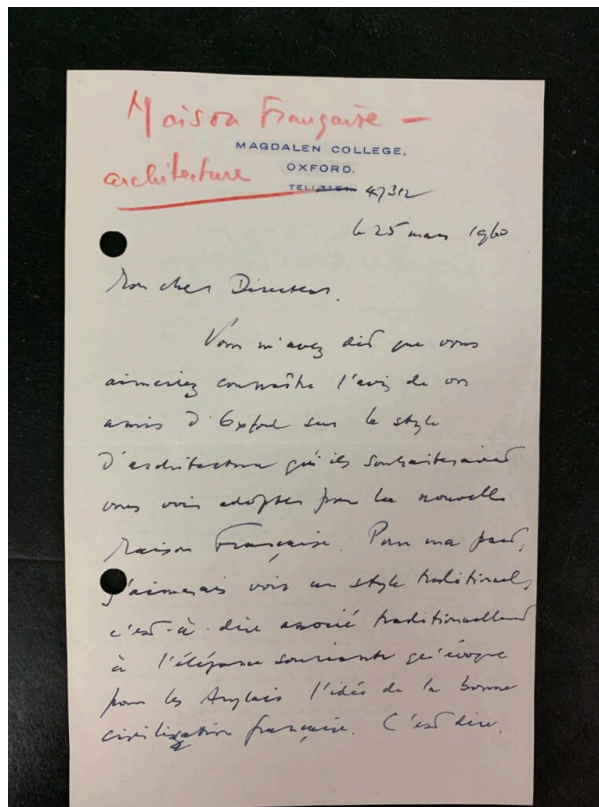 Maison Française —
MAGDALEN COLLEGE,
architecture
OXFORD.
47312
le 25 mars 1960
Mon cher Directeur.
Vous m'avez dit que vous
aimeriez connaître l'avis de vos
amis d'Oxford sur le style
d'architecture qu'ils souhaiteraient
vous voir adopter pour la nouvelle
Maison Française. Pour ma part,
j'aimerais voir un style traditionnel,
c'est-à-dire associé traditionnellement
à l'élégance souriante qu'évoque
pour les Anglais l'idée de la bonne
civilisation française. C'est dire,